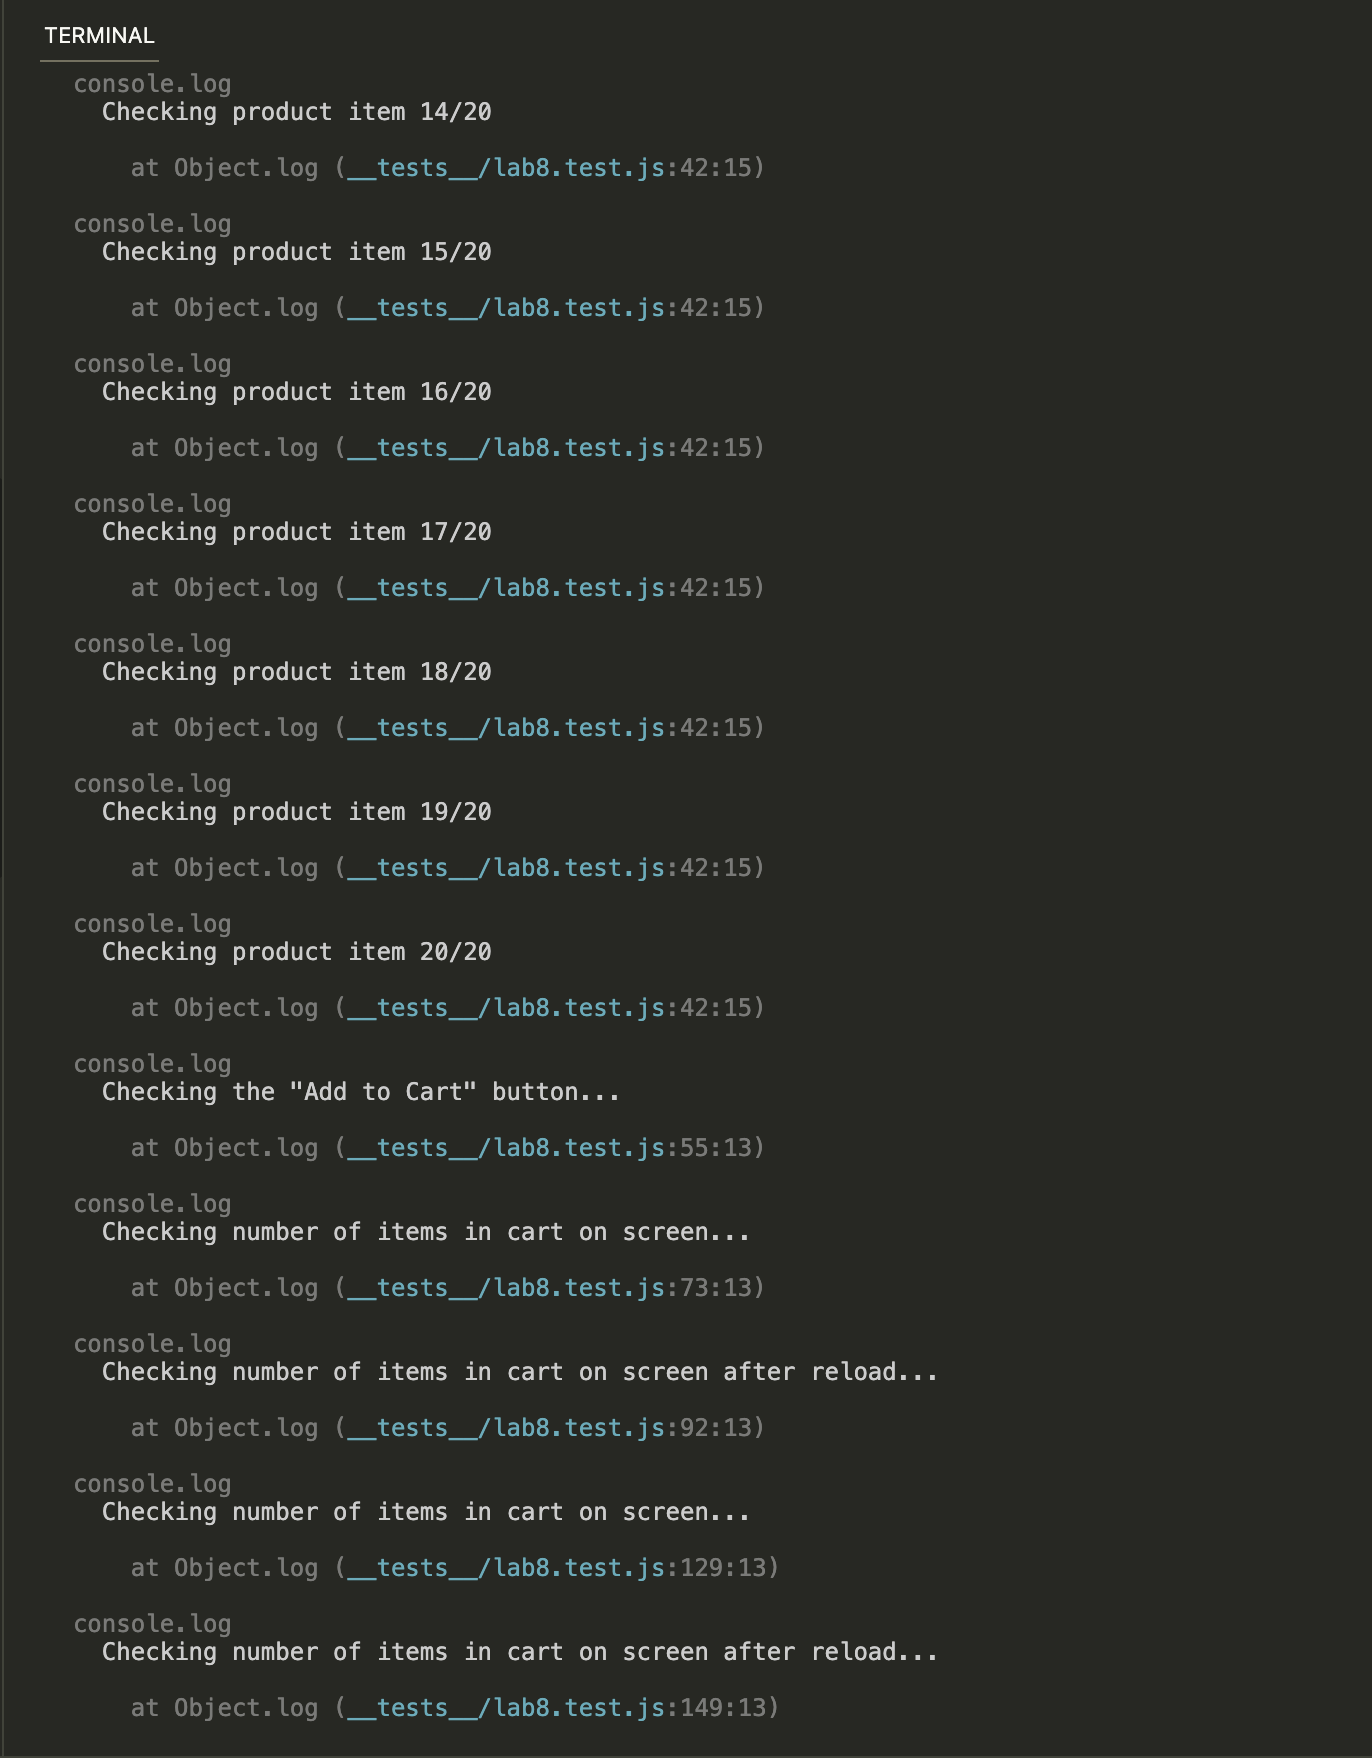 TERMINAL
console.log
Checking product item 14/20
at Object.log (__tests__/lab8.test.js:42:15)
console.log
Checking product item 15/20
at Object.log (__tests__/lab8.test.js:42:15)
console.log
Checking product item 16/20
at Object.log (__tests__/lab8.test.js:42:15)
console.log
Checking product item 17/20
at Object.log (__tests__/lab8.test.js:42:15)
console.log
Checking product item 18/20
at Object.log (__tests__/lab8.test.js:42:15)
console.log
Checking product item 19/20
at Object.log (__tests__/lab8.test.js:42:15)
console.log
Checking product item 20/20
at Object.log (__tests__/lab8.test.js:42:15)
console.log
Checking the "Add to Cart" button...
at Object.log (__tests__/lab8.test.js:55:13)
console.log
Checking number of items in cart on screen...
at Object.log (__tests__/lab8.test.js:73:13)
console.log
Checking number of items in cart on screen after reload...
at Object.log (__tests__/lab8.test.js:92:13)
console.log
Checking number of items in cart on screen...
at Object.log (__tests__/lab8.test.js:129:13)
console.log
Checking number of items in cart on screen after reload...
at Object.log (__tests__/lab8.test.js:149:13)